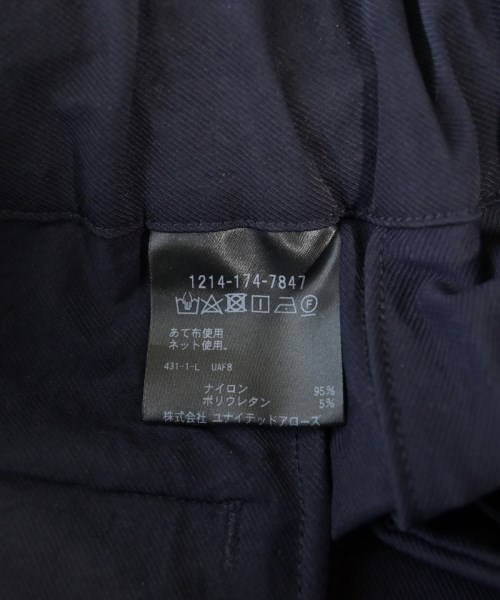 1214-174-7847
F
あて布使用
ネット使用。
431-1-L UAF8
ナイロン 95%
ポリウレタン 5%
株式会社 ユナイテッドアローズ